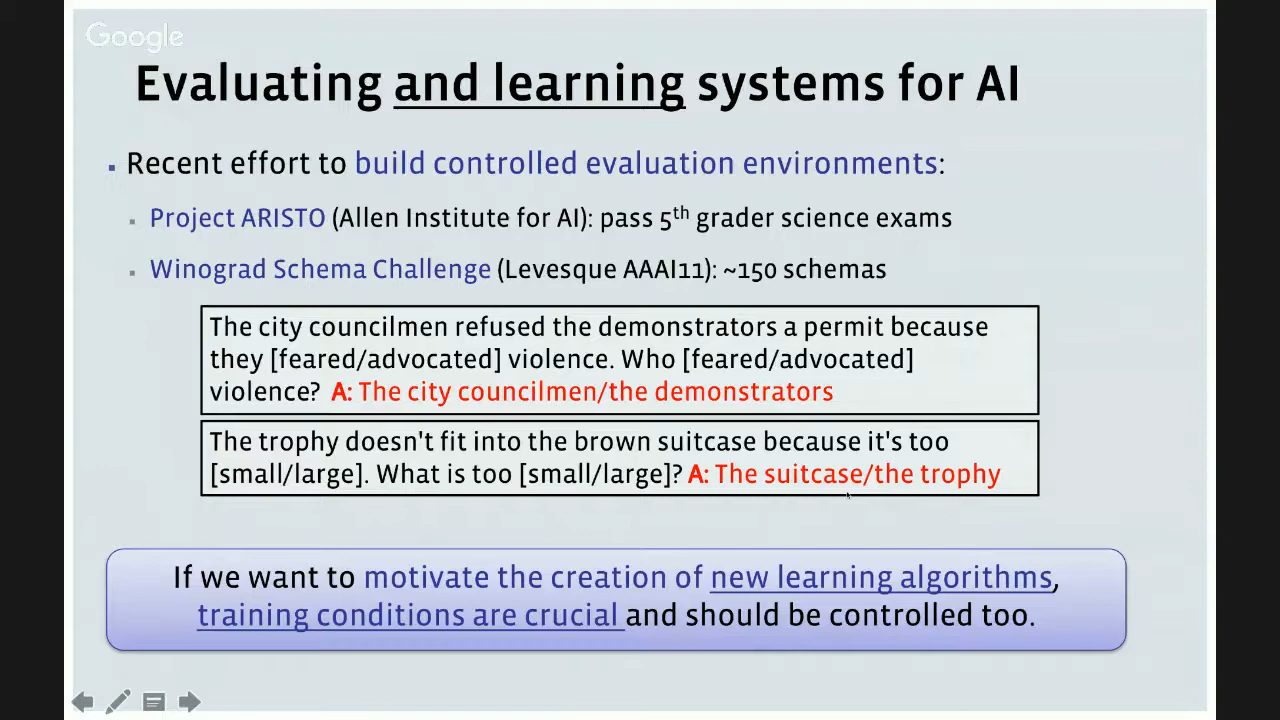 Google
Evaluating and learning systems for AI
Recent effort to build controlled evaluation environments:
Project ARISTO (Allen Institute for AI): pass 5th grader science exams
Winograd Schema Challenge (Levesque AAAI11): ~150 schemas
The city councilmen refused the demonstrators a permit because
they [feared/advocated] violence. Who [feared/advocated]
violence? A: The city councilmen/the demonstrators
The trophy doesn't fit into the brown suitcase because it's too
[small/large]. What is too [small/large]? A: The suitcase/the trophy
If we want to motivate the creation of new learning algorithms,
training conditions are crucial and should be controlled too.